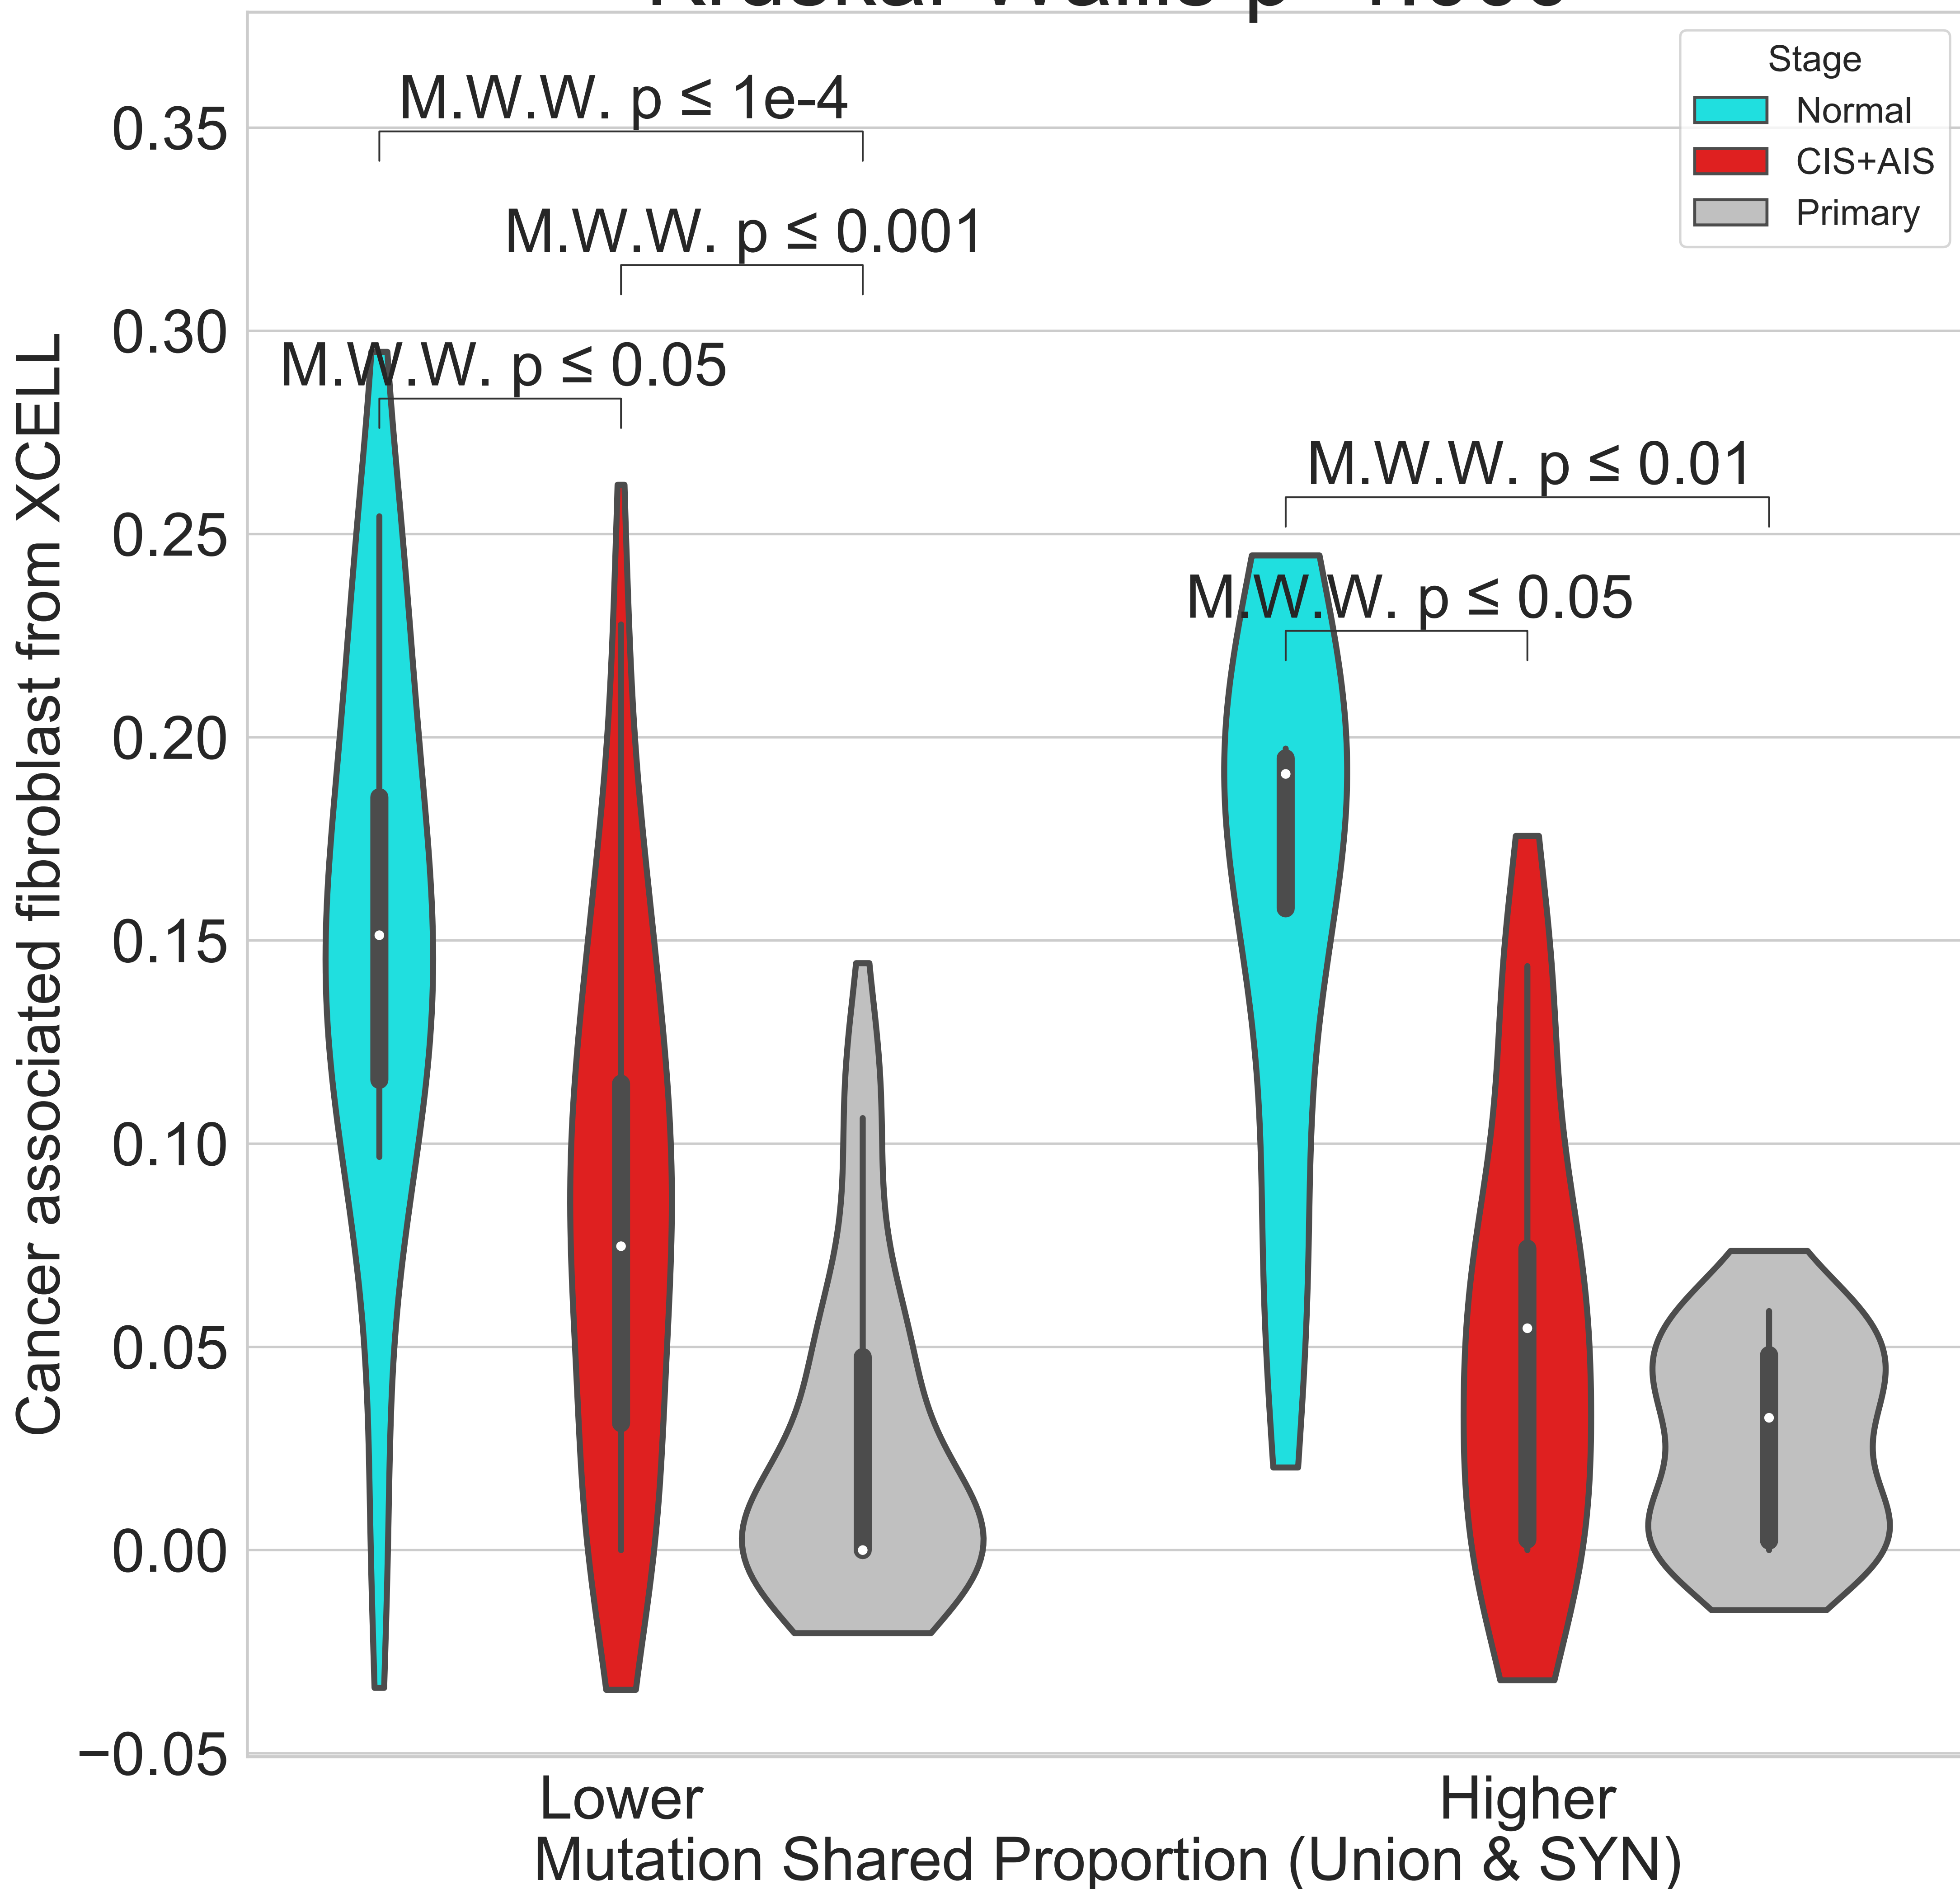 Stage
Normal
CIS+AIS
Primary
M.W.W. p ≤ 1e-4
M.W.W. p ≤ 0.001
M.W.W. p ≤ 0.05
M.W.W. p ≤ 0.01
M.W.W. p ≤ 0.05
Cancer associated fibroblast from XCELL
0.35
0.30
0.25
0.20
0.15
0.10
0.05
0.00
−0.05
Lower
Higher
Mutation Shared Proportion (Union & SYN)